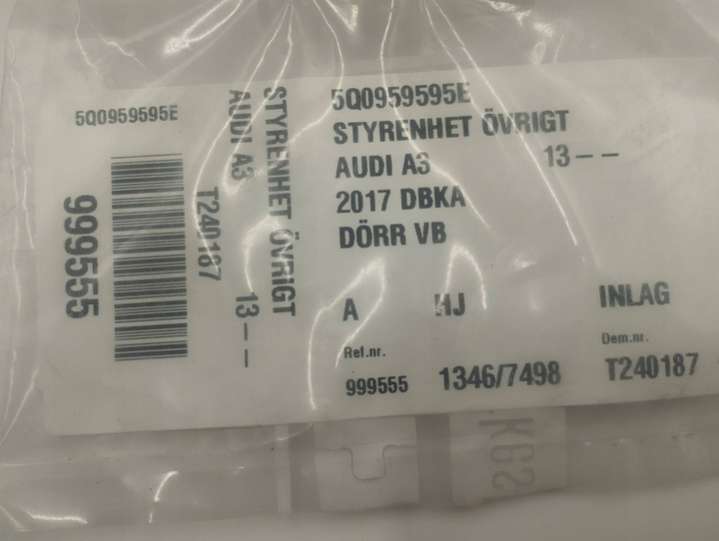 5Q0959595E
999555
T240187
AUDI A3 13--
STYRENHET ÖVRIGT
5Q0959595E
STYRENHET ÖVRIGT
AUDI A3 13--
2017 DBKA
DÖRR VB
A HJ INLAG
Ref.nr. Dem.nr.
999555 1346/7498 T240187
K62